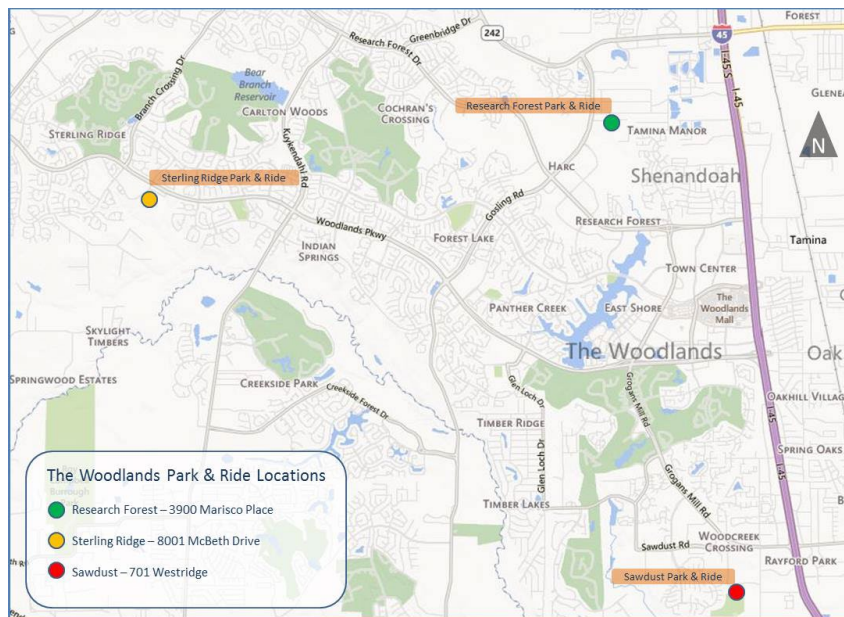 FOREST
Greenbridge Dr
242
Research Forest Dr
45
I-45 S
I-45
Bear
Branch
Reservoir
Branch Crossing Dr
CARLTON WOODS
COCHRAN'S
CROSSING
Research Forest Park & Ride
TAMINA MANOR
N
STERLING RIDGE
Kuykendahl Rd
HARC
Shenandoah
Sterling Ridge Park & Ride
Gosling Rd
RESEARCH FOREST
Woodlands Pkwy
FOREST LAKE
Tamina
INDIAN
SPRINGS
TOWN CENTER
PANTHER CREEK
EAST SHORE
The
Woodlands
Mall
SKYLIGHT
TIMBERS
The Woodlands
Oak
SPRINGWOOD ESTATES
CREEKSIDE PARK
Creekside Forest Dr
Glen Loch Dr
Grogans Mill Rd
I-45
OAKHILL VILLAG
TIMBER RIDGE
Glen Loch Dr
SPRING OAKS
I-45
The Woodlands Park & Ride Locations
Research Forest – 3900 Marisco Place
Sterling Ridge – 8001 McBeth Drive
Sawdust – 701 Westridge
TIMBER LAKES
Grogans Mill Rd
Sawdust Rd
WOODCREEK
CROSSING
RAYFORD PARK
Sawdust Park & Ride